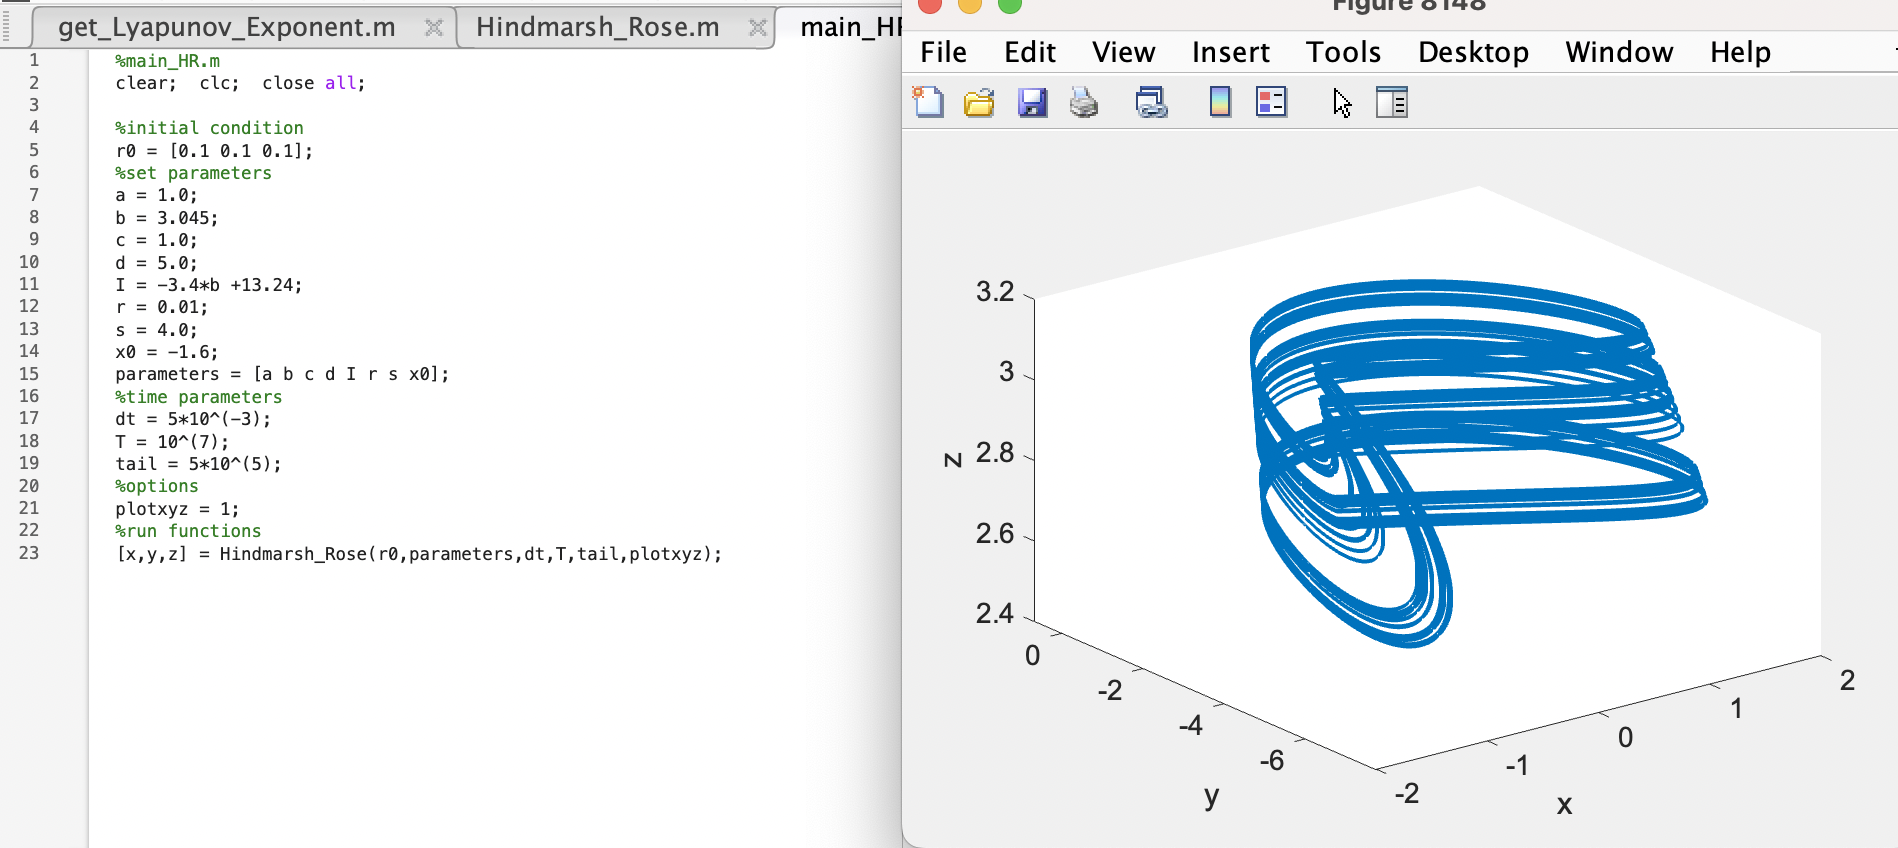 get_Lyapunov_Exponent.m
Hindmarsh_Rose.m
main_HR
1 %main_HR.m
2 clear; clc; close all;
3
4 %initial condition
5 r0 = [0.1 0.1 0.1];
6 %set parameters
7 a = 1.0;
8 b = 3.045;
9 c = 1.0;
10 d = 5.0;
11 I = -3.4*b +13.24;
12 r = 0.01;
13 s = 4.0;
14 x0 = -1.6;
15 parameters = [a b c d I r s x0];
16 %time parameters
17 dt = 5*10^(-3);
18 T = 10^(7);
19 tail = 5*10^(5);
20 %options
21 plotxyz = 1;
22 %run functions
23 [x,y,z] = Hindmarsh_Rose(r0,parameters,dt,T,tail,plotxyz);
Figure 8148
File Edit View Insert Tools Desktop Window Help
3.2
3
2.8
2.6
2.4
z
0
-2
-4
-6
y
-2
-1
0
1
2
x